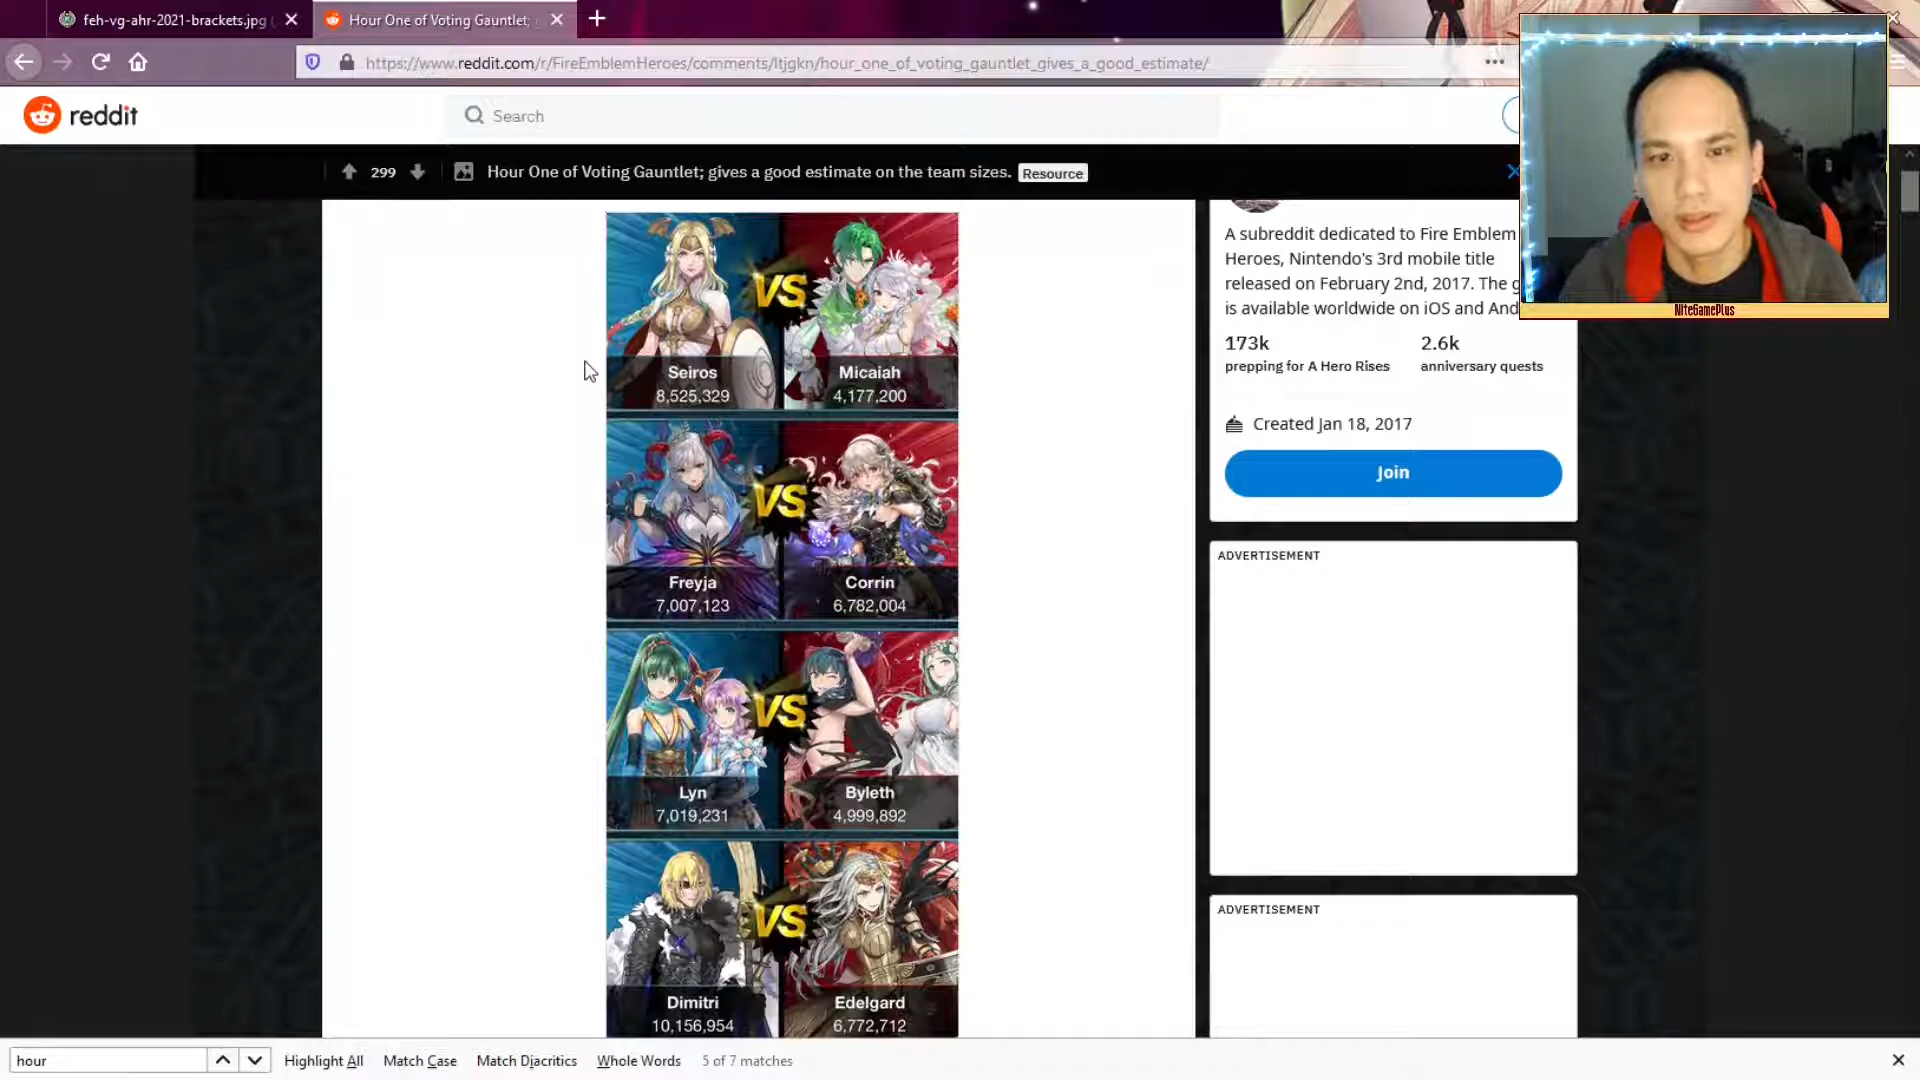 feh-vg-ahr-2021-brackets.jpg (
Hour One of Voting Gauntlet; g
https://www.reddit.com/r/FireEmblemHeroes/comments/ltjgkn/hour_one_of_voting_gauntlet_gives_a_good_estimate/
reddit
Search
299
Hour One of Voting Gauntlet; gives a good estimate on the team sizes. Resource
NiteGamePlus
A subreddit dedicated to Fire Emblem
Heroes, Nintendo's 3rd mobile title
released on February 2nd, 2017. The g
is available worldwide on iOS and And
173k
prepping for A Hero Rises
2.6k
anniversary quests
Created Jan 18, 2017
Join
ADVERTISEMENT
ADVERTISEMENT
VS
Seiros
8,525,329
Micaiah
4,177,200
VS
Freyja
7,007,123
Corrin
6,782,004
VS
Lyn
7,019,231
Byleth
4,999,892
VS
Dimitri
10,156,954
Edelgard
6,772,712
hour
Highlight All
Match Case
Match Diacritics
Whole Words
5 of 7 matches